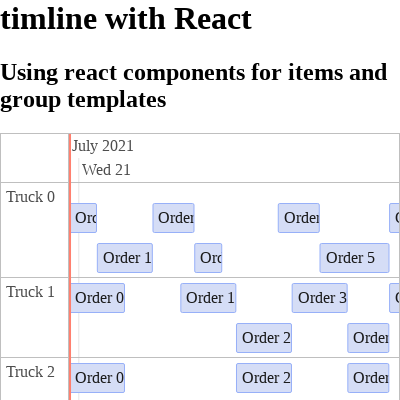 timline with React
Using react components for items and
group templates
July 2021
Wed 21
Truck 0
Order
Order
Order 1
Order 5
Truck 1
Order 0
Order 1
Order 3
Order 2
Order
Truck 2
Order 0
Order 2
Order